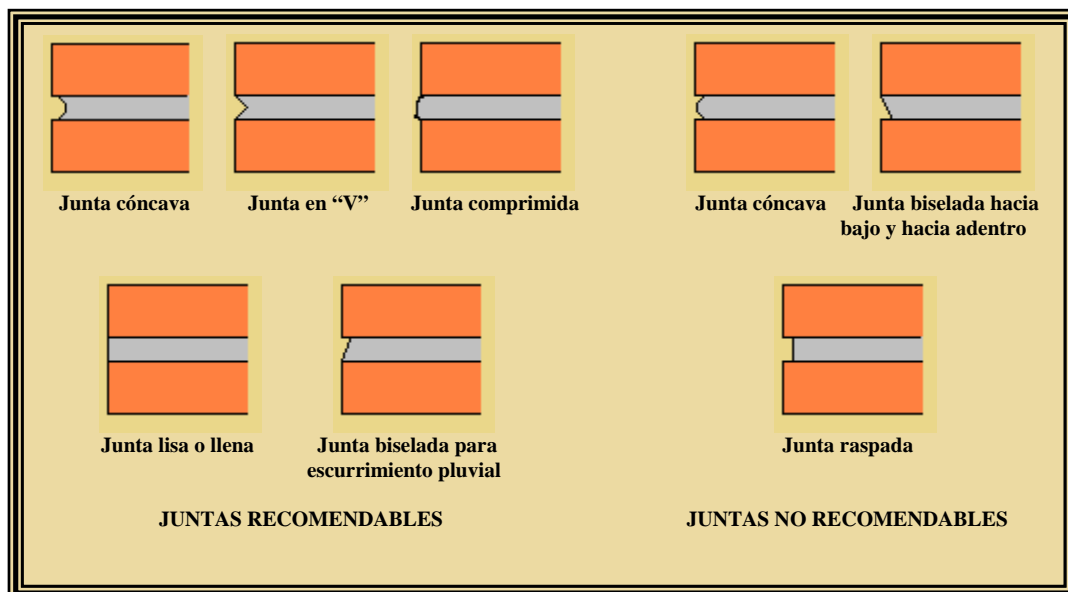 Junta cóncava
Junta en “V”
Junta comprimida
Junta cóncava
Junta biselada hacia
bajo y hacia adentro
Junta lisa o llena
Junta biselada para
escurrimiento pluvial
Junta raspada
JUNTAS RECOMENDABLES
JUNTAS NO RECOMENDABLES